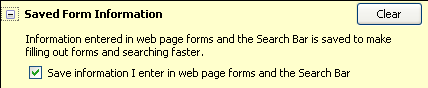 Saved Form Information
Clear
Information entered in web page forms and the Search Bar is saved to make
filling out forms and searching faster.
Save information I enter in web page forms and the Search Bar